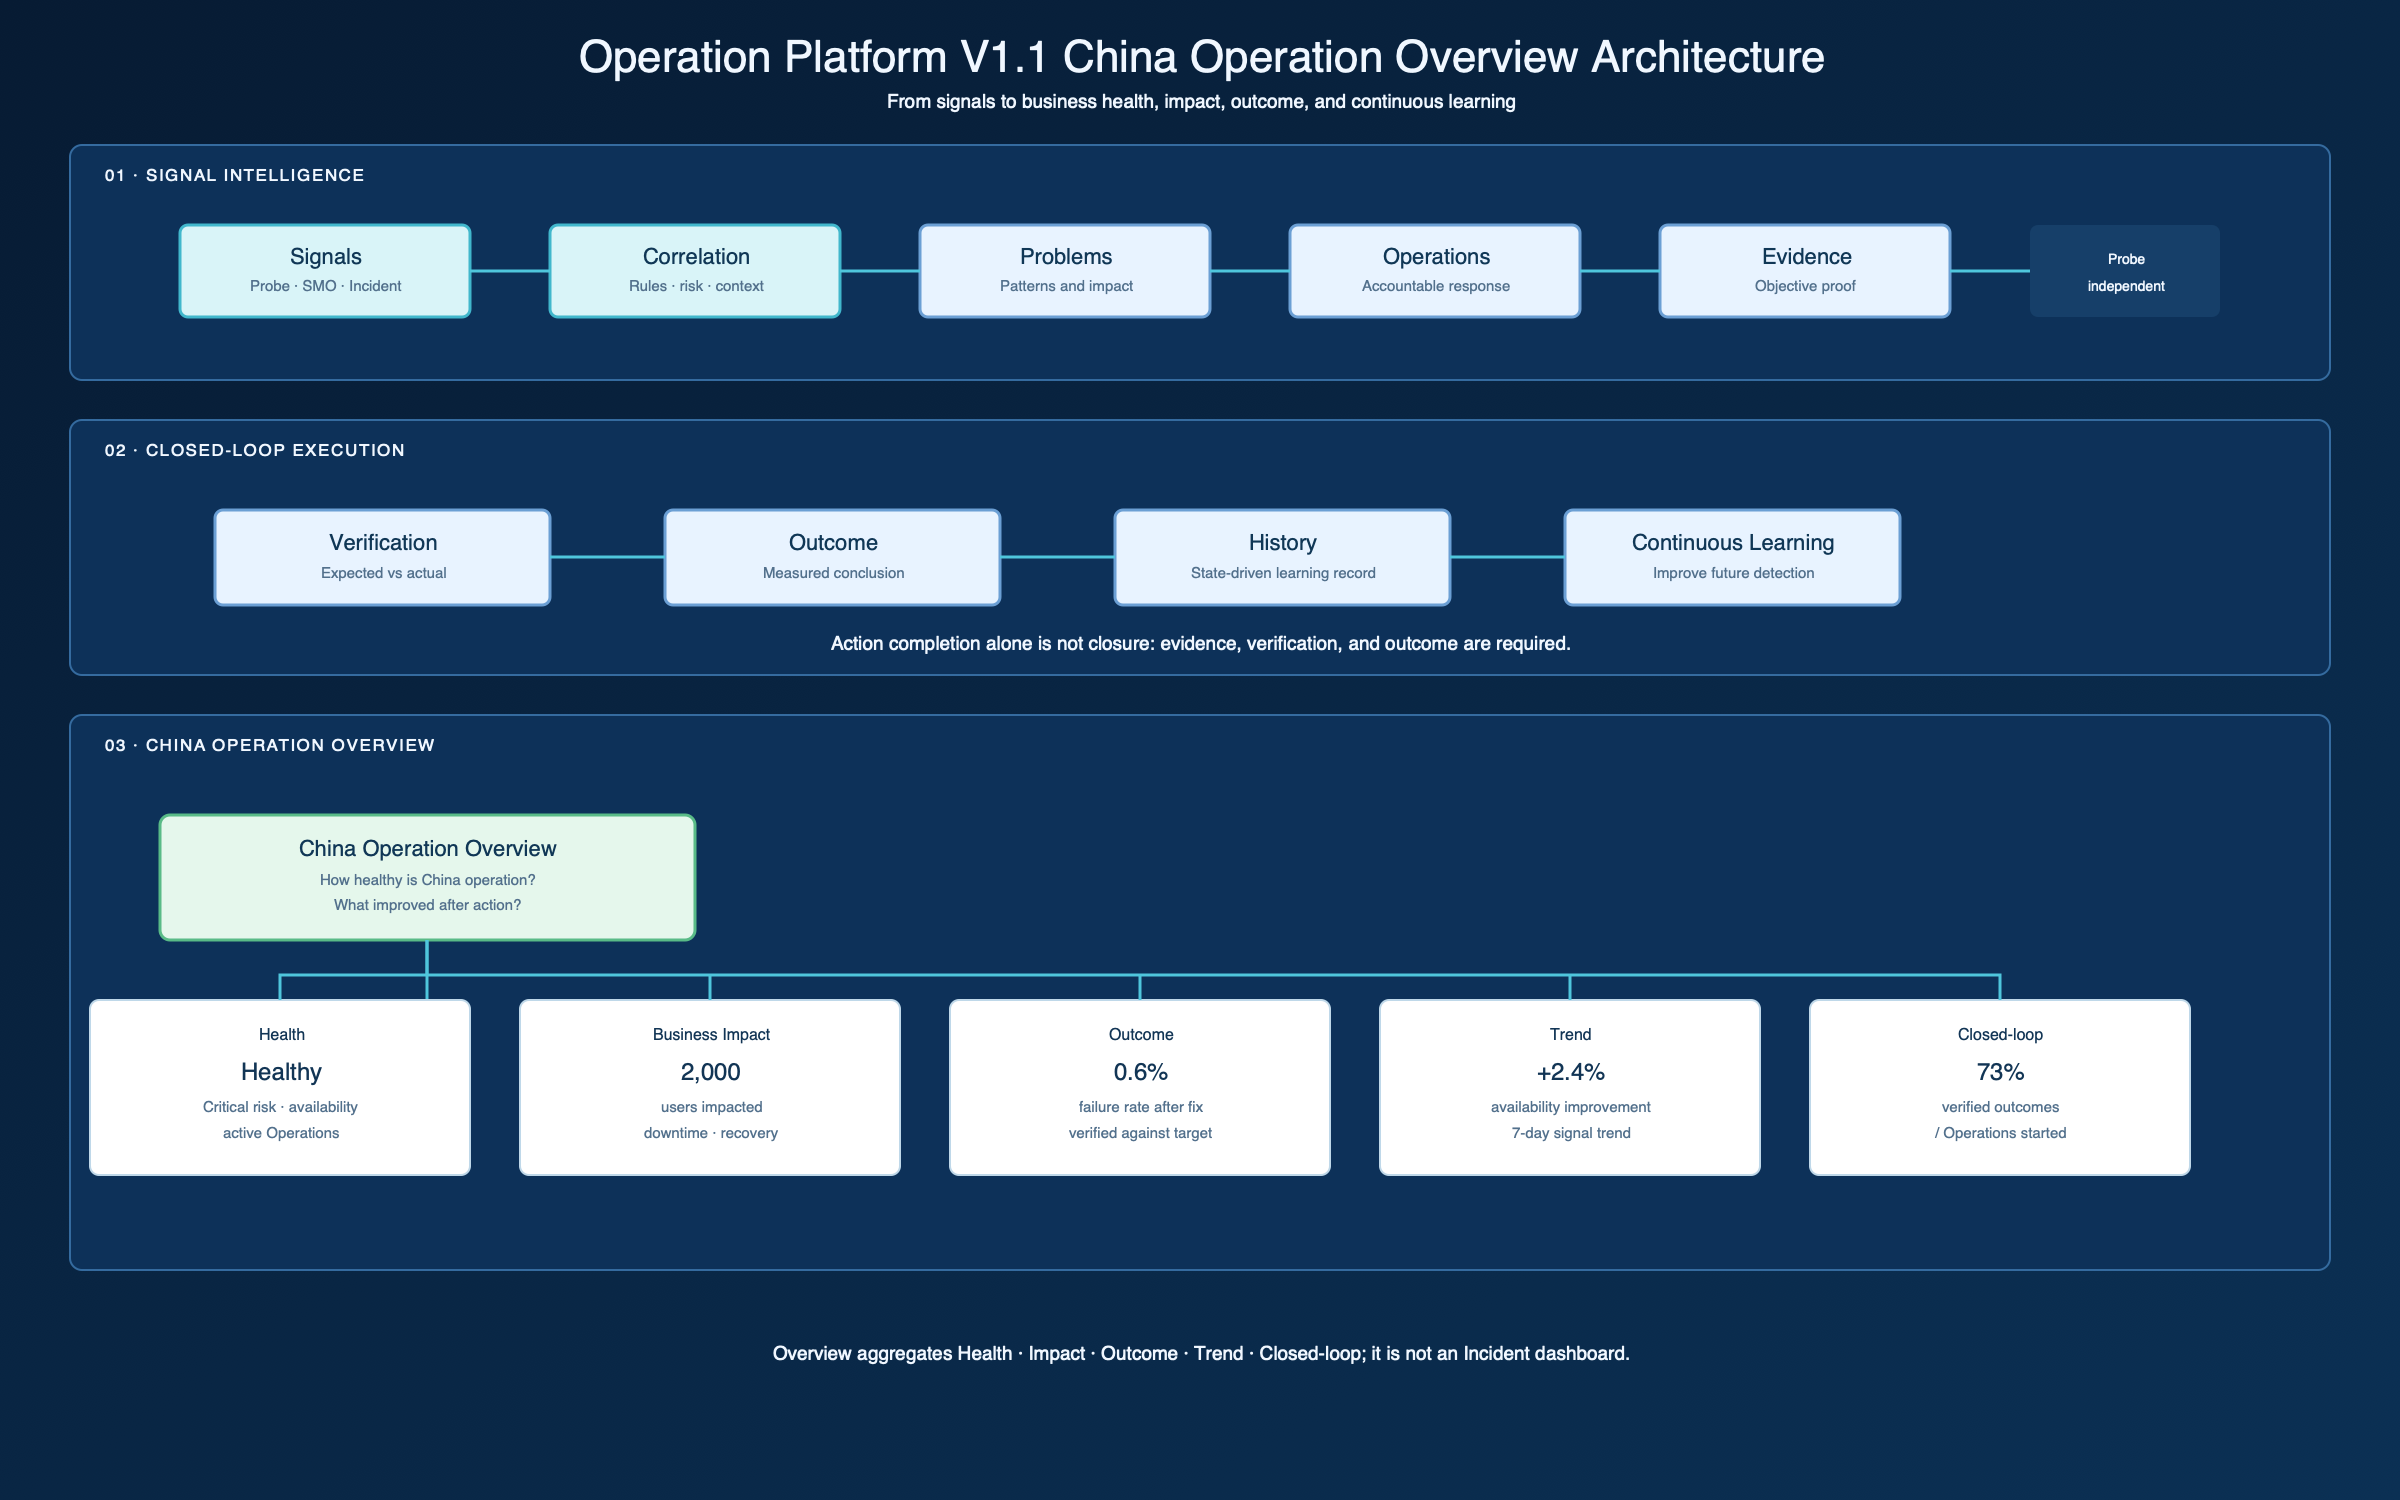 Operation Platform V1.1 China Operation Overview Architecture
From signals to business health, impact, outcome, and continuous learning
01 · SIGNAL INTELLIGENCE
Signals
Probe · SMO · Incident
Correlation
Rules · risk · context
Problems
Patterns and impact
Operations
Accountable response
Evidence
Objective proof
Probe
independent
02 · CLOSED-LOOP EXECUTION
Verification
Expected vs actual
Outcome
Measured conclusion
History
State-driven learning record
Continuous Learning
Improve future detection
Action completion alone is not closure: evidence, verification, and outcome are required.
03 · CHINA OPERATION OVERVIEW
China Operation Overview
How healthy is China operation?
What improved after action?
Health
Healthy
Critical risk · availability
active Operations
Business Impact
2,000
users impacted
downtime · recovery
Outcome
0.6%
failure rate after fix
verified against target
Trend
+2.4%
availability improvement
7-day signal trend
Closed-loop
73%
verified outcomes
/ Operations started
Overview aggregates Health · Impact · Outcome · Trend · Closed-loop; it is not an Incident dashboard.